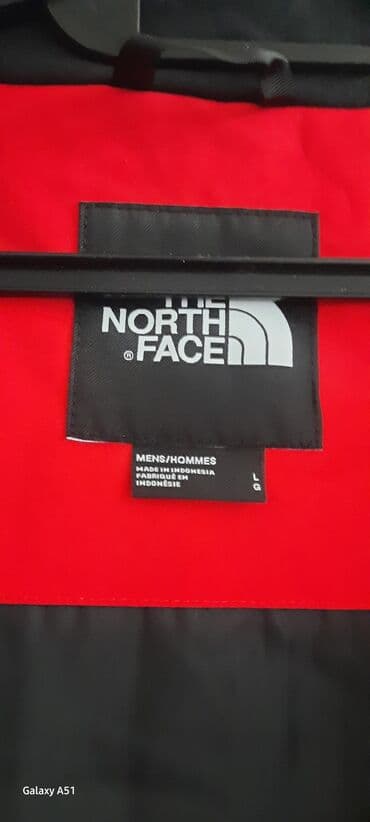 THE
NORTH
® FACE
MENS/HOMMES
MADE IN INDONESIA
FABRIQUÉ EN
INDONÉSIE
L
G
Galaxy A51